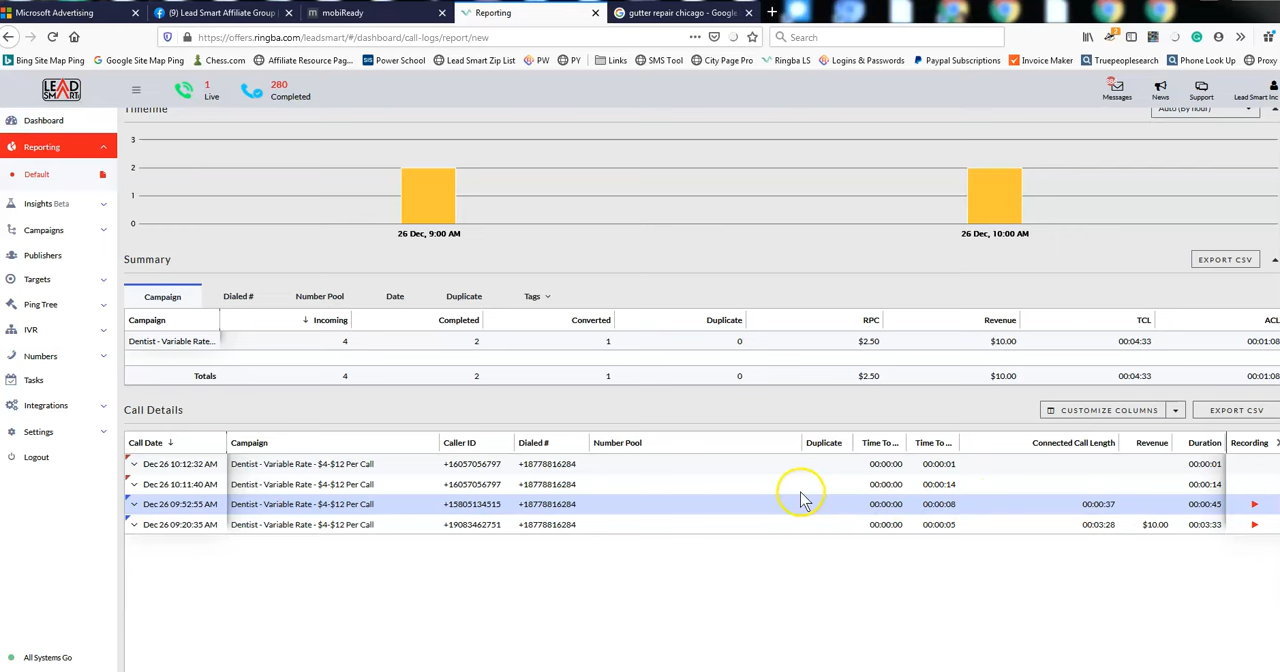 Microsoft Advertising
(9) Lead Smart Affiliate Group
mobiReady
Reporting
gutter repair chicago - Google
https://offers.ringba.com/leadsmart/#/dashboard/call-logs/report/new
Search
Bing Site Map Ping
Google Site Map Ping
Chess.com
Affiliate Resource Pag...
Power School
Lead Smart Zip List
PW
PY
Links
SMS Tool
City Page Pro
Ringba LS
Logins & Passwords
Paypal Subscriptions
Invoice Maker
Truepeoplesearch
Phone Look Up
Proxy
LEAD SMART
1
Live
280
Completed
Messages
News
Support
Lead Smart Inc
Dashboard
Reporting
Default
Insights Beta
Campaigns
Publishers
Targets
Ping Tree
IVR
Numbers
Tasks
Integrations
Settings
Logout
All Systems Go
Timeline
Auto (By hour)
3
2
1
0
26 Dec, 9:00 AM
26 Dec, 10:00 AM
Summary
EXPORT CSV
Campaign Dialed # Number Pool Date Duplicate Tags
Campaign Incoming Completed Converted Duplicate RPC Revenue TCL ACL
Dentist - Variable Rate... 4 2 1 0 $2.50 $10.00 00:04:33 00:01:08
Totals 4 2 1 0 $2.50 $10.00 00:04:33 00:01:08
Call Details
CUSTOMIZE COLUMNS
EXPORT CSV
Call Date Campaign Caller ID Dialed # Number Pool Duplicate Time To ... Time To ... Connected Call Length Revenue Duration Recording
Dec 26 10:12:32 AM Dentist - Variable Rate - $4-$12 Per Call +16057056797 +18778816284 00:00:00 00:00:01 00:00:01
Dec 26 10:11:40 AM Dentist - Variable Rate - $4-$12 Per Call +16057056797 +18778816284 00:00:00 00:00:14 00:00:14
Dec 26 09:52:55 AM Dentist - Variable Rate - $4-$12 Per Call +15805134515 +18778816284 00:00:00 00:00:08 00:00:37 00:00:45
Dec 26 09:20:35 AM Dentist - Variable Rate - $4-$12 Per Call +19083462751 +18778816284 00:00:00 00:00:05 00:03:28 $10.00 00:03:33